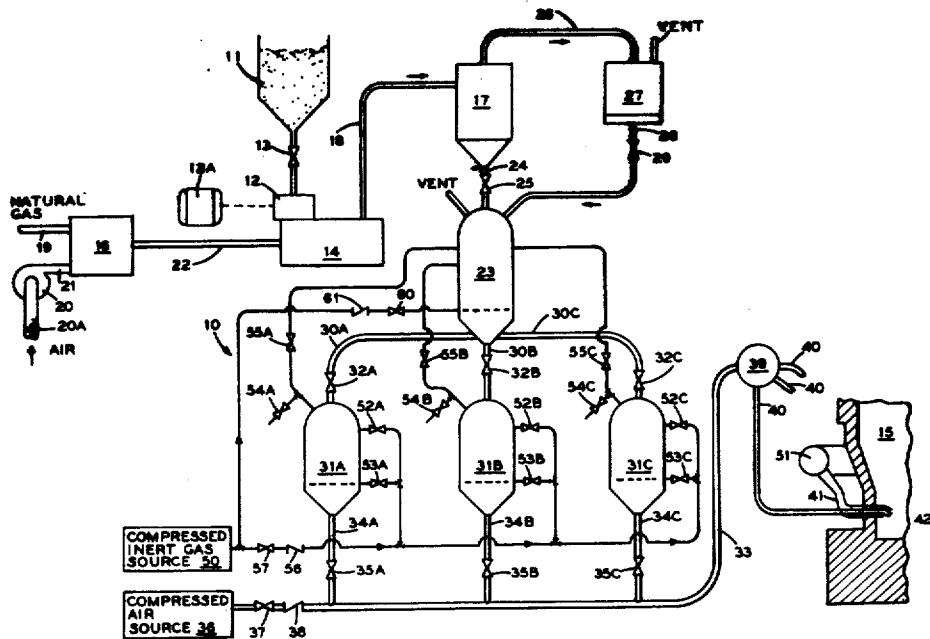 26
VENT
11
17
27
18
28
13
29
24
12
25
VENT
NATURAL
GAS
19
16
14
23
22
21
20
20A
AIR
61
60
30C
10
30A
55A
30B
55B
55C
32A
32B
32C
39
40
40
40
54A
54B
54C
52A
52B
52C
15
31A
31B
31C
53A
53B
53C
51
41
42
34A
34B
34C
33
COMPRESSED
INERT GAS
SOURCE 50
57
56
35A
35B
35C
COMPRESSED
AIR
SOURCE 36
37
38